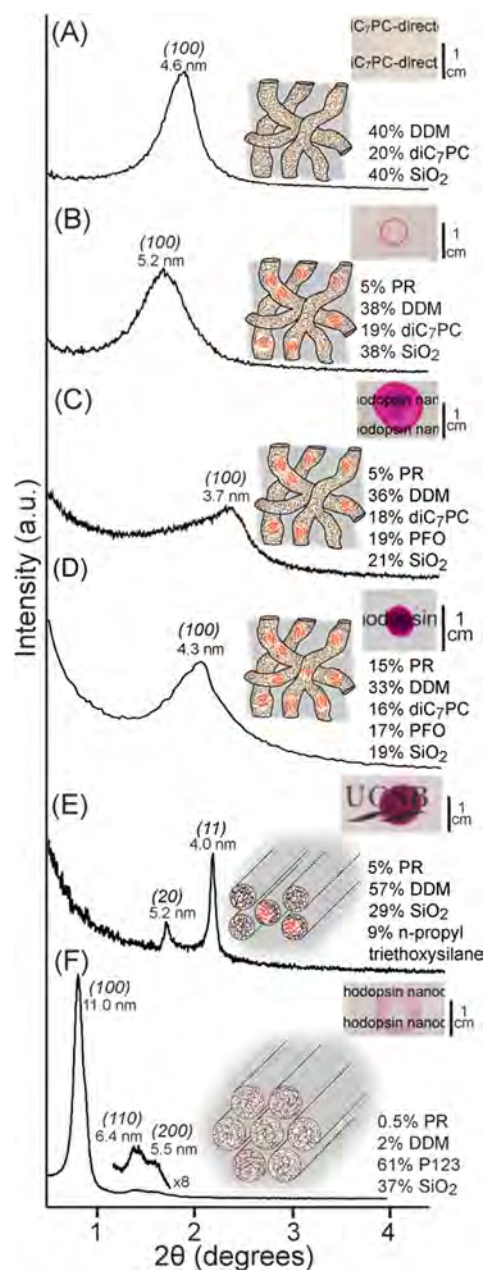 (A)
(100)
4.6 nm
iC₇PC-direct
iC₇PC-direct
1
cm
40% DDM
20% diC₇PC
40% SiO₂
(B)
(100)
5.2 nm
1
cm
5% PR
38% DDM
19% diC₇PC
38% SiO₂
(C)
(100)
3.7 nm
hodopsin nan
hodopsin nano
1
cm
5% PR
36% DDM
18% diC₇PC
19% PFO
21% SiO₂
(D)
(100)
4.3 nm
hodopsin
1
cm
15% PR
33% DDM
16% diC₇PC
17% PFO
19% SiO₂
(E)
(20)
5.2 nm
(11)
4.0 nm
UCSB
1
cm
5% PR
57% DDM
29% SiO₂
9% n-propyl
triethoxysilane
(F)
(100)
11.0 nm
(110)
6.4 nm
(200)
5.5 nm
x8
hodopsin nanoc
hodopsin nanoc
1
cm
0.5% PR
2% DDM
61% P123
37% SiO₂
Intensity (a.u.)
1 2 3 4
2θ (degrees)